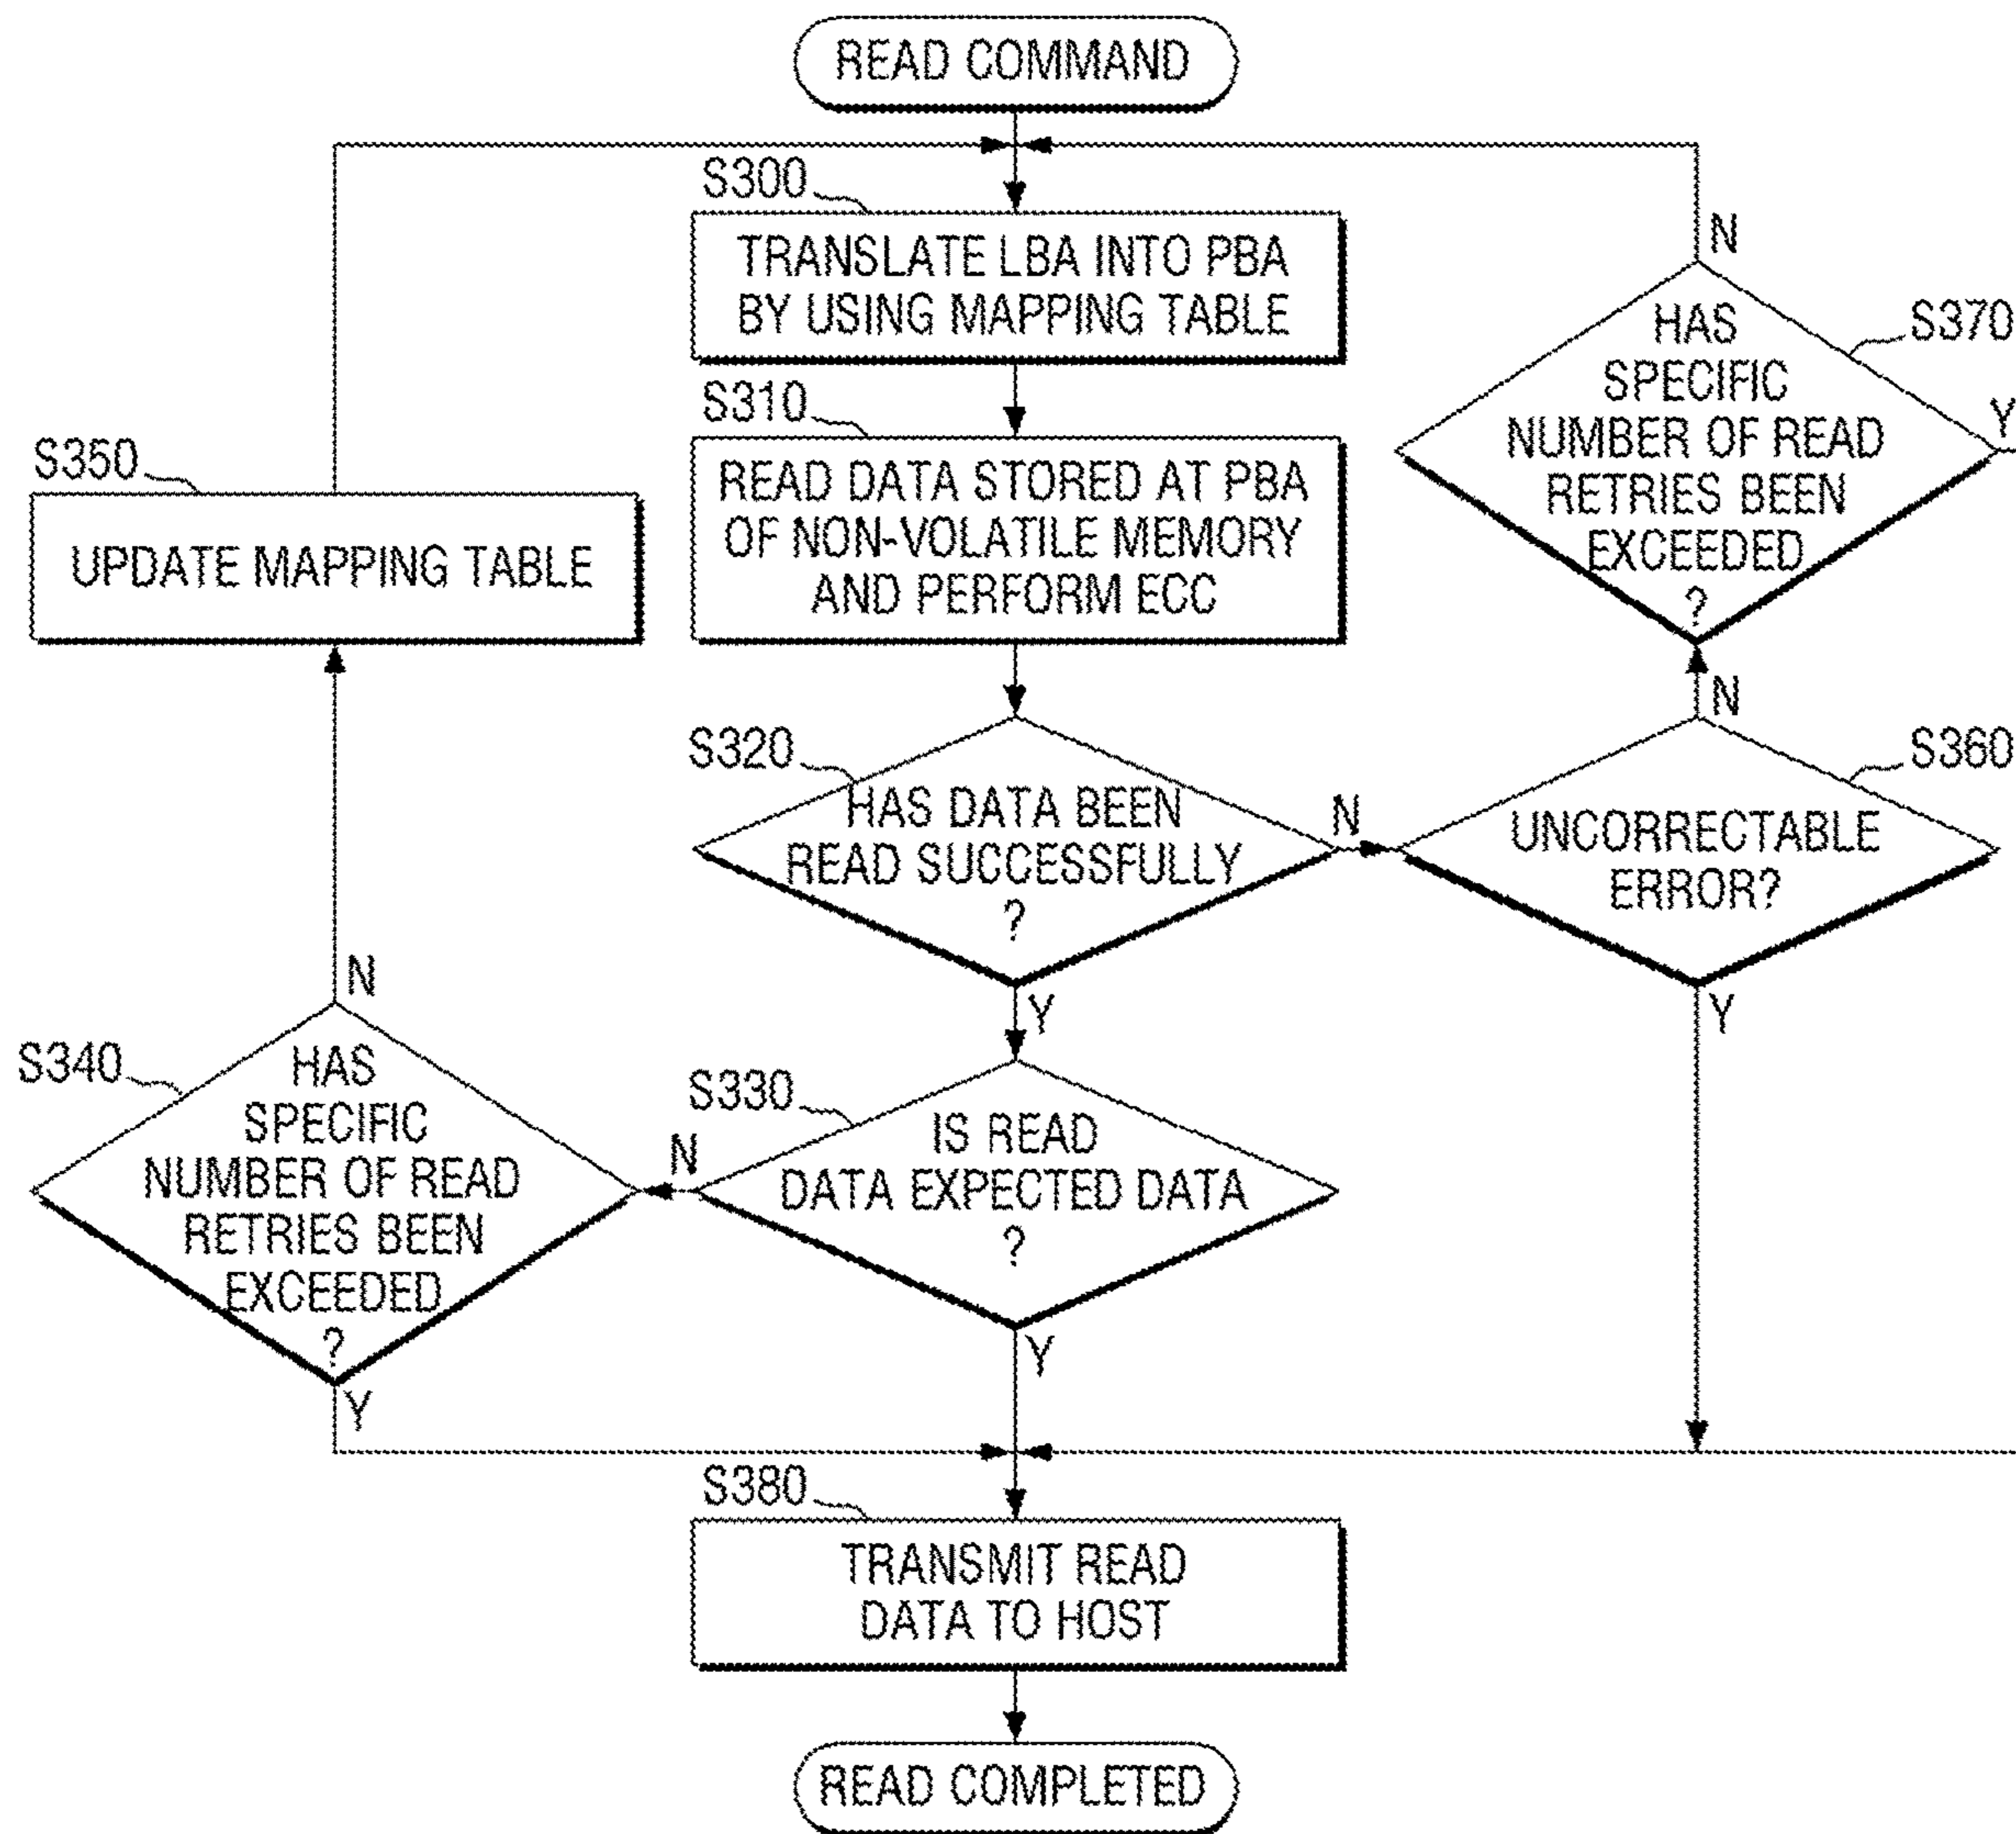 READ COMMAND
S300
TRANSLATE LBA INTO PBA
BY USING MAPPING TABLE
N
HAS
SPECIFIC
NUMBER OF READ
RETRIES BEEN
EXCEEDED
?
S370
Y
S310
READ DATA STORED AT PBA
OF NON-VOLATILE MEMORY
AND PERFORM ECC
S350
UPDATE MAPPING TABLE
N
S320
HAS DATA BEEN
READ SUCCESSFULLY
?
N
S360
UNCORRECTABLE
ERROR?
Y
Y
N
S340
HAS
SPECIFIC
NUMBER OF READ
RETRIES BEEN
EXCEEDED
?
Y
S330
IS READ
DATA EXPECTED DATA
?
N
Y
S380
TRANSMIT READ
DATA TO HOST
READ COMPLETED